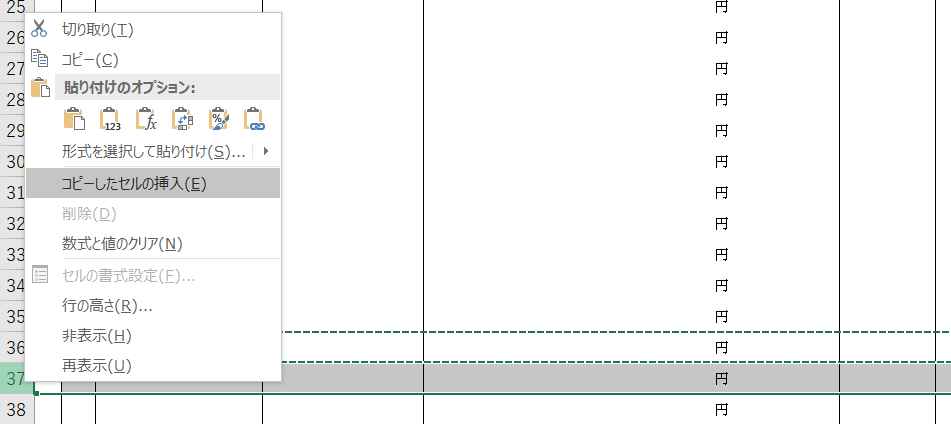 25 円
切り取り(T)
26 円
コピー(C)
27 円
貼り付けのオプション:
28 円
123 fx %
29 円
形式を選択して貼り付け(S)...
30 円
コピーしたセルの挿入(E)
31 円
削除(D)
32 円
数式と値のクリア(N)
33 円
セルの書式設定(F)...
34 円
行の高さ(R)...
35 円
非表示(H)
36 円
再表示(U)
37 円
38 円